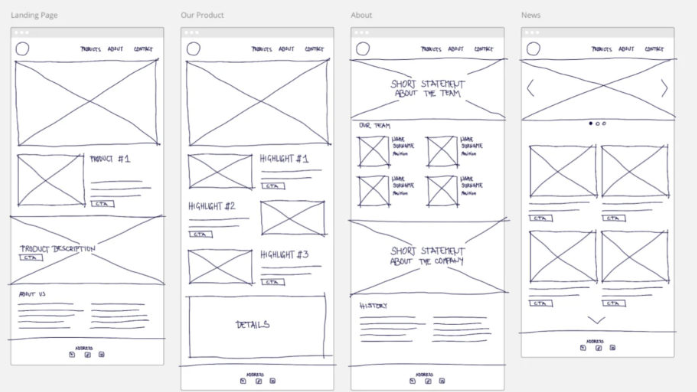 Landing Page
PRODUCTS ABOUT CONTACT
PRODUCT #1
CTA
PRODUCT DESCRIPTION
CTA
ABOUT US
ADDRESS
Our Product
PRODUCTS ABOUT CONTACT
HIGHLIGHT #1
CTA
HIGHLIGHT #2
CTA
HIGHLIGHT #3
CTA
DETAILS
ADDRESS
About
PRODUCTS ABOUT CONTACT
SHORT STATEMENT
ABOUT THE TEAM
OUR TEAM
NAME
SURNAME
POSITION
NAME
SURNAME
POSITION
NAME
SURNAME
POSITION
NAME
SURNAME
POSITION
SHORT STATEMENT
ABOUT THE COMPANY
HISTORY
ADDRESS
News
PRODUCTS ABOUT CONTACT
CTA
CTA
CTA
CTA
ADDRESS